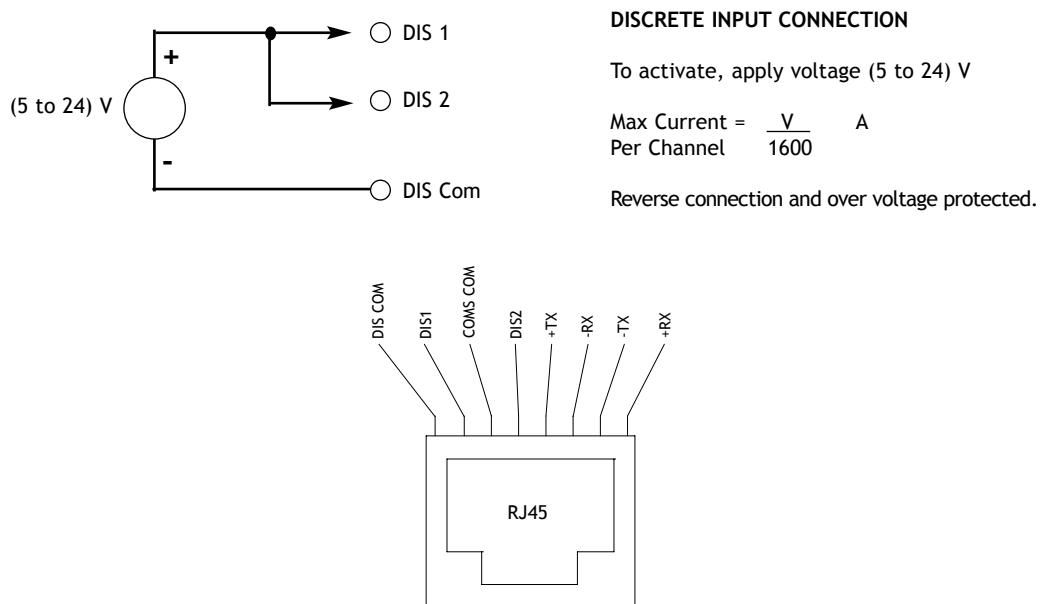 DIS 1
+
(5 to 24) V
DIS 2
-
DIS Com
DISCRETE INPUT CONNECTION
To activate, apply voltage (5 to 24) V
Max Current = V A
Per Channel 1600
Reverse connection and over voltage protected.
DIS COM
DIS1
COMS COM
DIS2
+TX
-RX
-TX
+RX
RJ45